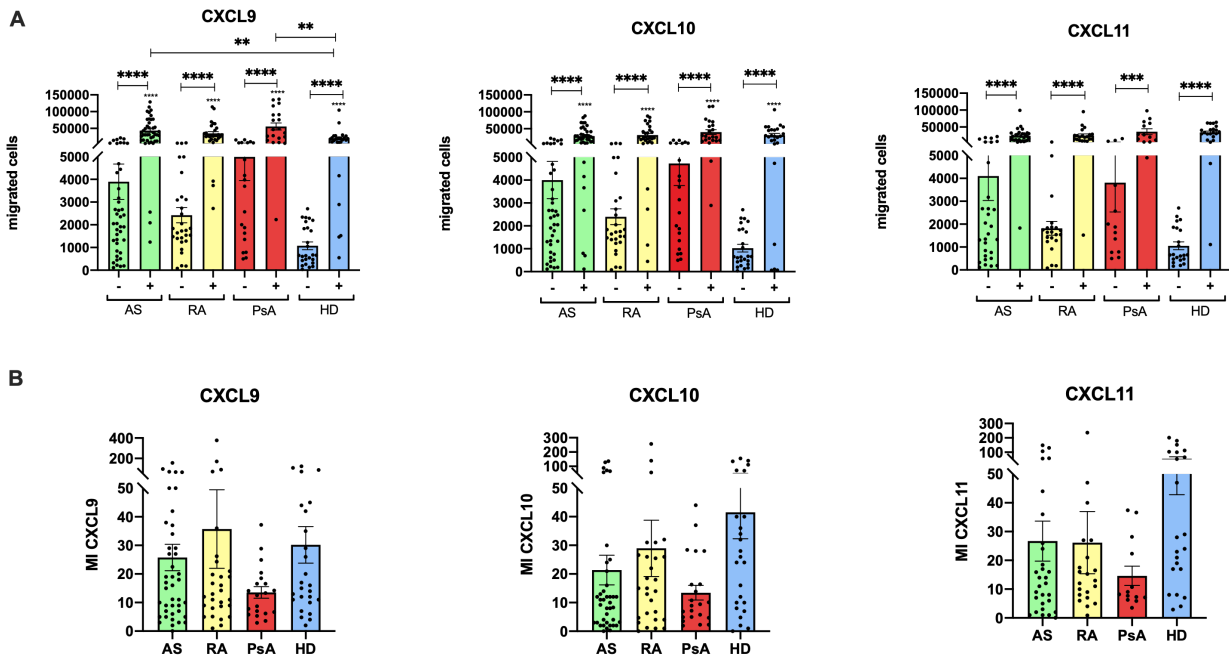 A
CXCL9
**
**
**** **** **** ****
**** **** **** ****
migrated cells
150000
100000
50000
5000
4000
3000
2000
1000
0
- + - + - + - +
AS RA PsA HD
CXCL10
**** **** **** ****
**** **** **** ****
migrated cells
150000
100000
50000
5000
4000
3000
2000
1000
0
- + - + - + - +
AS RA PsA HD
CXCL11
**** **** *** ****
migrated cells
150000
100000
50000
5000
4000
3000
2000
1000
0
- + - + - + - +
AS RA PsA HD
B
CXCL9
MI CXCL9
400
200
50
40
30
20
10
0
AS RA PsA HD
CXCL10
MI CXCL10
300
200
100
50
40
30
20
10
0
AS RA PsA HD
CXCL11
MI CXCL11
300
200
100
50
40
30
20
10
0
AS RA PsA HD